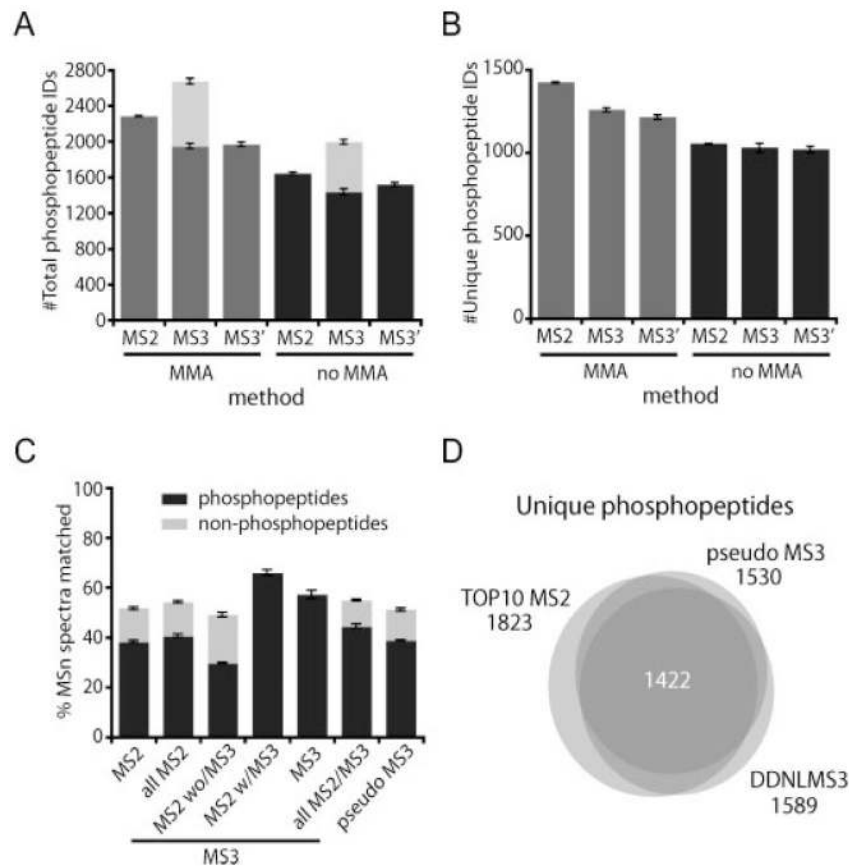 A
#Total phosphopeptide IDs
2800
2400
2000
1600
1200
800
400
0
MS2 MS3 MS3′ MS2 MS3 MS3′
MMA no MMA
method
B
#Unique phosphopeptide IDs
1500
1000
500
0
MS2 MS3 MS3′ MS2 MS3 MS3′
MMA no MMA
method
C
% MSn spectra matched
100
80
60
40
20
0
phosphopeptides
non-phosphopeptides
MS2
all MS2
MS2 wo/MS3
MS2 w/MS3
MS3
all MS2/MS3
pseudo MS3
MS3
D
Unique phosphopeptides
pseudo MS3
1530
TOP10 MS2
1823
1422
DDNLMS3
1589